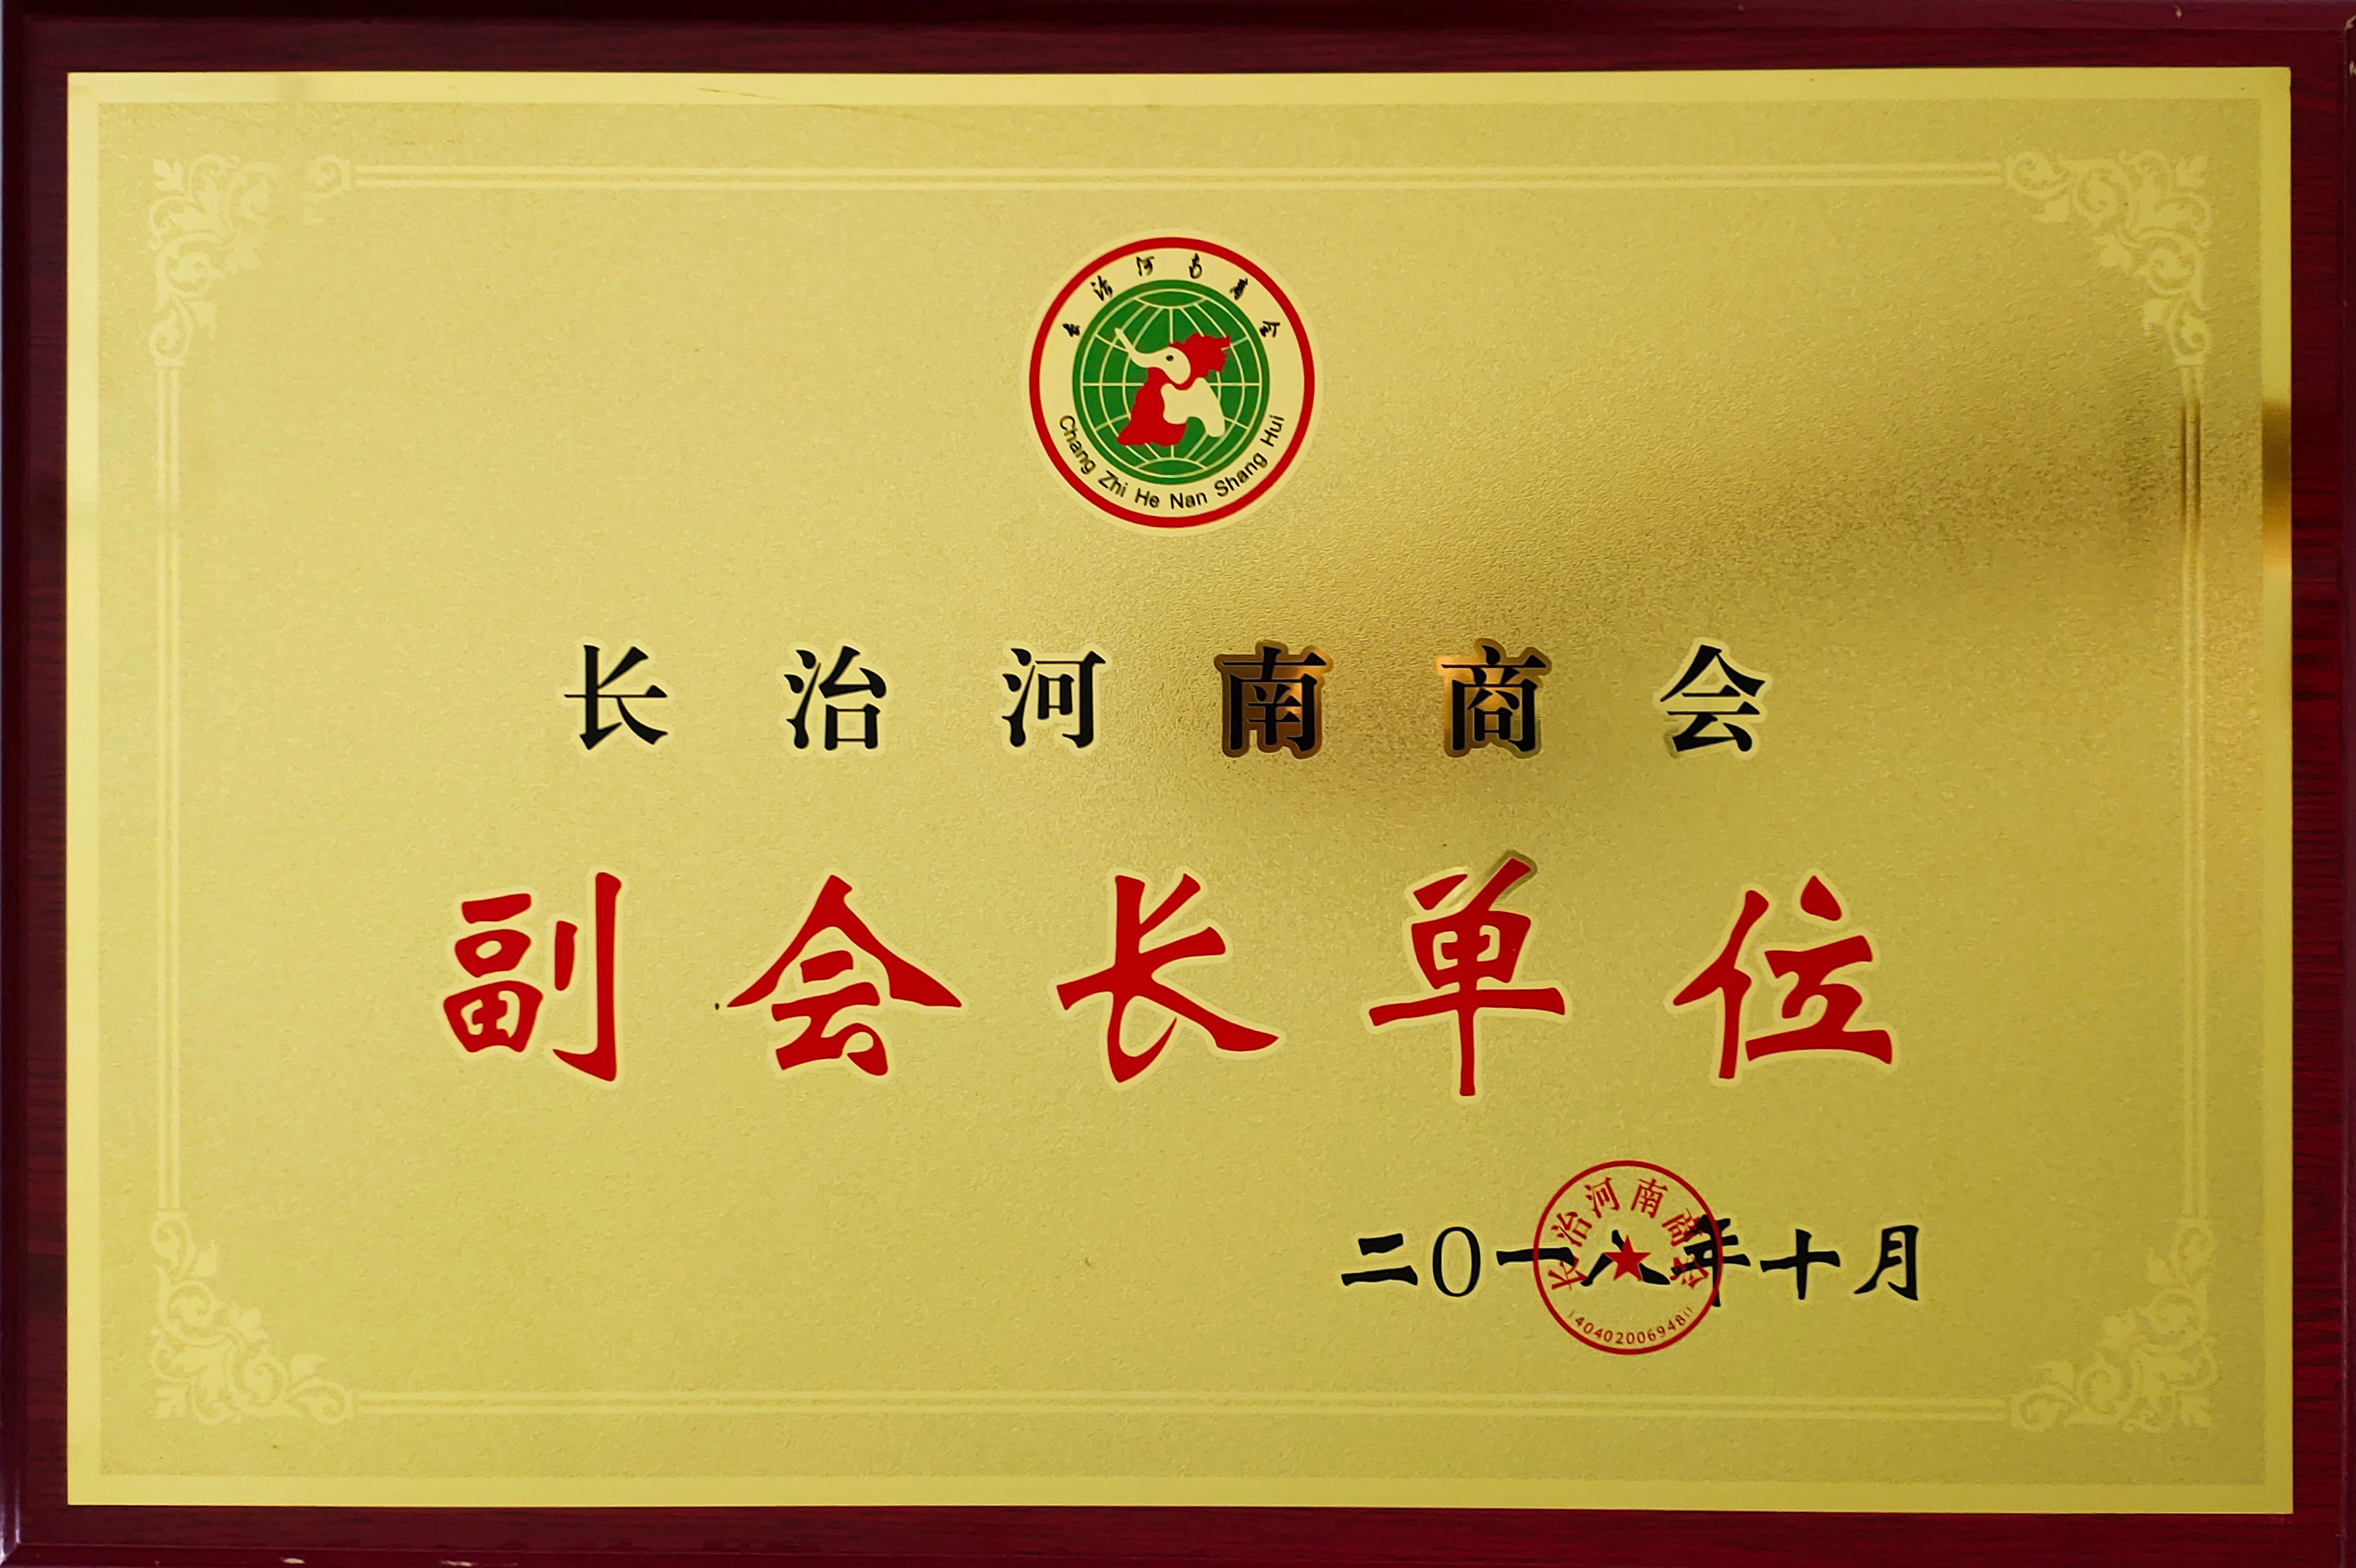 长治河南商会
Chang Zhi He Nan Shang Hui
长治河南商会
副会长单位
二0一八年十月
长治河南商会